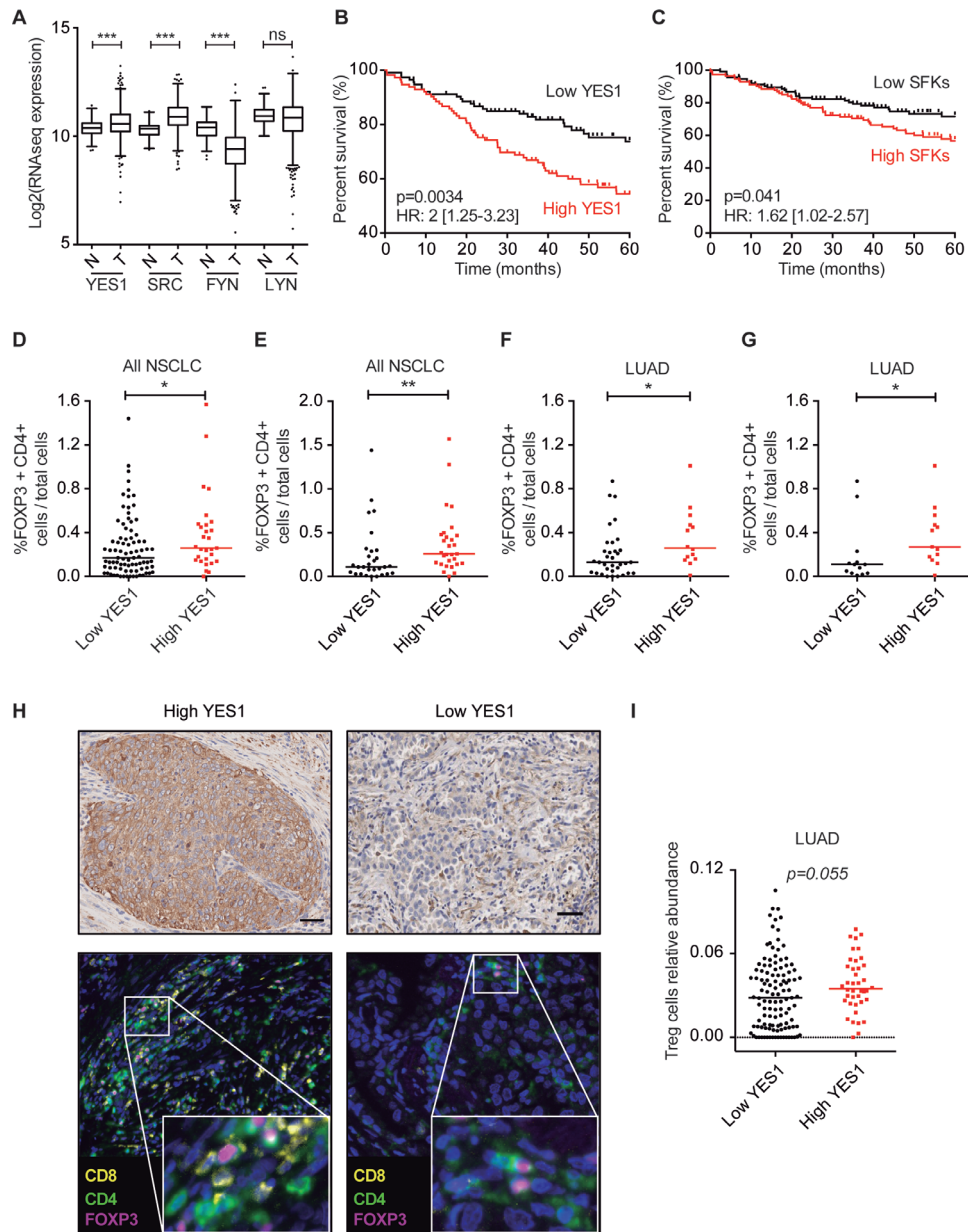 A
15
10
5
Log2(RNAseq expression)
***
***
***
ns
N T N T N T N T
YES1 SRC FYN LYN
B
100
80
60
40
Percent survival (%)
Low YES1
High YES1
p=0.0034
HR: 2 [1.25-3.23]
0 10 20 30 40 50 60
Time (months)
C
100
80
60
40
20
0
Percent survival (%)
Low SFKs
High SFKs
p=0.041
HR: 1.62 [1.02-2.57]
0 10 20 30 40 50 60
Time (months)
D
All NSCLC
*
1.6
1.2
0.8
0.4
0.0
%FOXP3 + CD4+
cells / total cells
Low YES1
High YES1
E
All NSCLC
**
2.0
1.5
1.0
0.5
0.0
%FOXP3 + CD4+
cells / total cells
Low YES1
High YES1
F
LUAD
*
1.6
1.2
0.8
0.4
0.0
%FOXP3 + CD4+
cells / total cells
Low YES1
High YES1
G
LUAD
*
1.6
1.2
0.8
0.4
0.0
%FOXP3 + CD4+
cells / total cells
Low YES1
High YES1
H
High YES1
Low YES1
CD8
CD4
FOXP3
CD8
CD4
FOXP3
I
LUAD
p=0.055
0.12
0.06
0.00
Treg cells relative abundance
Low YES1
High YES1